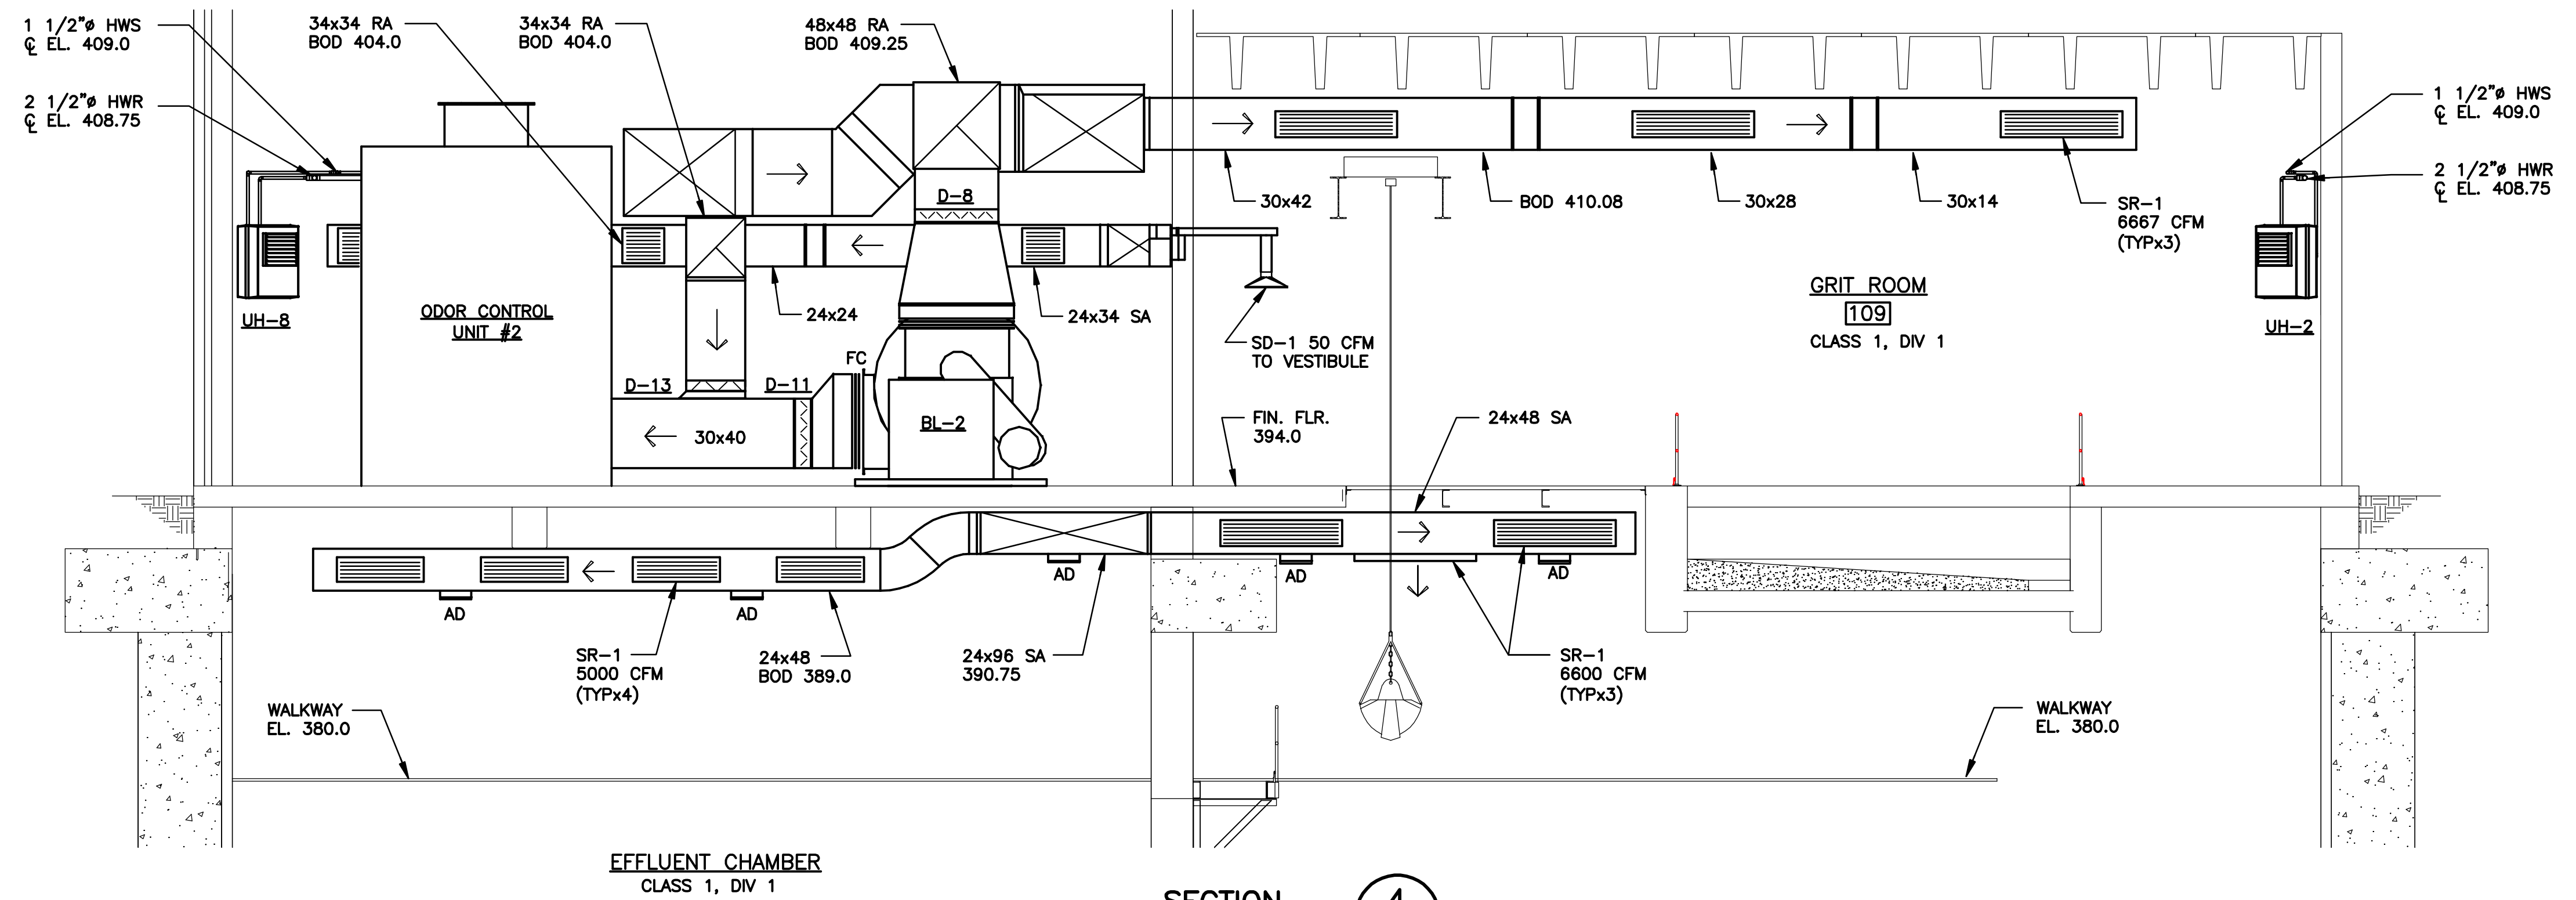 1 1/2"ø HWS
℄ EL. 409.0
2 1/2"ø HWR
℄ EL. 408.75
34x34 RA
BOD 404.0
34x34 RA
BOD 404.0
48x48 RA
BOD 409.25
1 1/2"ø HWS
℄ EL. 409.0
2 1/2"ø HWR
℄ EL. 408.75
D-8
30x42
BOD 410.08
30x28
30x14
SR-1
6667 CFM
(TYPx3)
UH-8
ODOR CONTROL
UNIT #2
24x24
24x34 SA
SD-1 50 CFM
TO VESTIBULE
GRIT ROOM
109
CLASS 1, DIV 1
UH-2
FC
D-13
D-11
30x40
BL-2
FIN. FLR.
394.0
24x48 SA
AD
AD
AD
AD
AD
SR-1
5000 CFM
(TYPx4)
24x48
BOD 389.0
24x96 SA
390.75
SR-1
6600 CFM
(TYPx3)
WALKWAY
EL. 380.0
WALKWAY
EL. 380.0
EFFLUENT CHAMBER
CLASS 1, DIV 1
SECTION
4